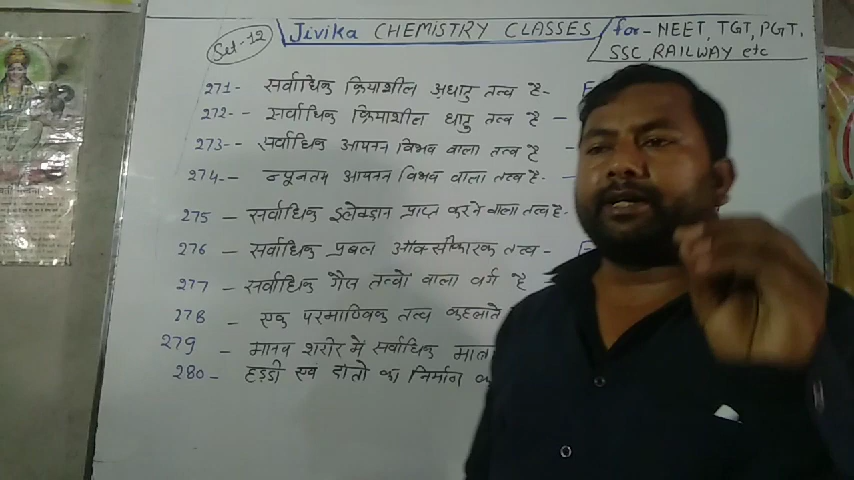 Set-12
Jivika CHEMISTRY CLASSES
for- NEET, TGT, PGT,
SSC, RAILWAY etc
271- सर्वाधिक क्रियाशील अधातु तत्व है- F
272-- सर्वाधिक क्रियाशील धातु तत्व है –
273-- सर्वाधिक आयनन विभव वाला तत्व है –
274-- न्यूनतम आयनन विभव वाला तत्व है. –
275 – सर्वाधिक इलेक्ट्रान प्राप्त करने वाला तत्व है-
276 – सर्वाधिक प्रबल ऑक्सीकारक तत्व – F
277 – सर्वाधिक गैस तत्वो वाला वर्ग है
278 – एक परमाण्विक तत्व कहलाते
279 – मानव शरीर मे सर्वाधिक मात्रा
280 – हड्डी एवं दांतो का निर्माण